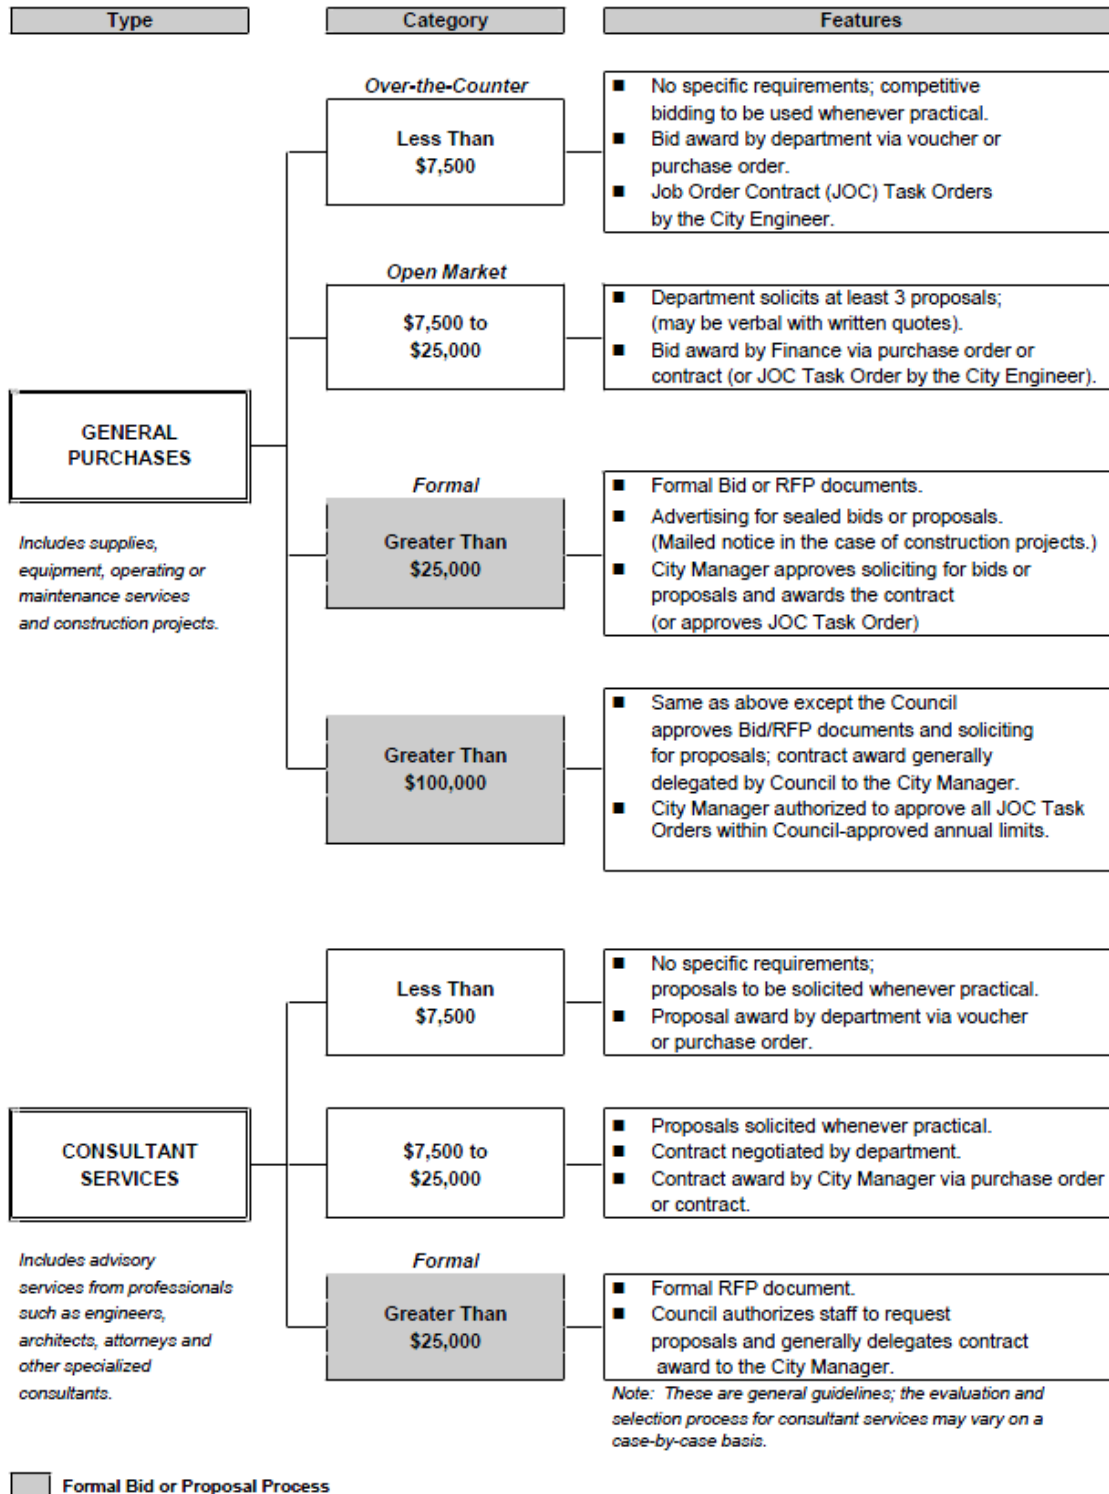 Type
Category
Features
Over-the-Counter
Less Than
$7,500
■ No specific requirements; competitive
bidding to be used whenever practical.
■ Bid award by department via voucher or
purchase order.
■ Job Order Contract (JOC) Task Orders
by the City Engineer.
Open Market
$7,500 to
$25,000
■ Department solicits at least 3 proposals;
(may be verbal with written quotes).
■ Bid award by Finance via purchase order or
contract (or JOC Task Order by the City Engineer).
GENERAL
PURCHASES
Includes supplies,
equipment, operating or
maintenance services
and construction projects.
Formal
Greater Than
$25,000
■ Formal Bid or RFP documents.
■ Advertising for sealed bids or proposals.
(Mailed notice in the case of construction projects.)
■ City Manager approves soliciting for bids or
proposals and awards the contract
(or approves JOC Task Order)
Greater Than
$100,000
■ Same as above except the Council
approves Bid/RFP documents and soliciting
for proposals; contract award generally
delegated by Council to the City Manager.
■ City Manager authorized to approve all JOC Task
Orders within Council-approved annual limits.
Less Than
$7,500
■ No specific requirements;
proposals to be solicited whenever practical.
■ Proposal award by department via voucher
or purchase order.
CONSULTANT
SERVICES
Includes advisory
services from professionals
such as engineers,
architects, attorneys and
other specialized
consultants.
$7,500 to
$25,000
■ Proposals solicited whenever practical.
■ Contract negotiated by department.
■ Contract award by City Manager via purchase order
or contract.
Formal
Greater Than
$25,000
■ Formal RFP document.
■ Council authorizes staff to request
proposals and generally delegates contract
award to the City Manager.
Note: These are general guidelines; the evaluation and
selection process for consultant services may vary on a
case-by-case basis.
Formal Bid or Proposal Process